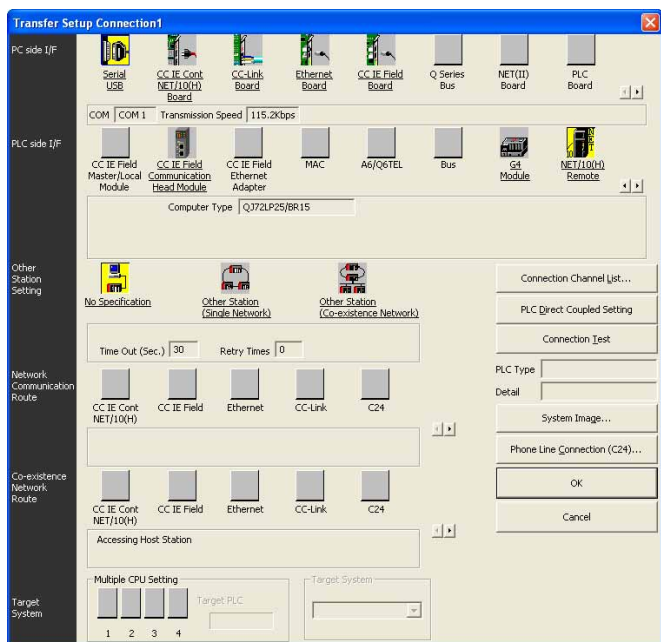 Transfer Setup Connection1
PC side I/F
Serial
USB
CC IE Cont
NET/10(H)
Board
CC-Link
Board
Ethernet
Board
CC IE Field
Board
Q Series
Bus
NET(II)
Board
PLC
Board
COM COM 1 Transmission Speed 115.2Kbps
PLC side I/F
CC IE Field
Master/Local
Module
CC IE Field
Communication
Head Module
CC IE Field
Ethernet
Adapter
MAC
A6/Q6TEL
Bus
G4
Module
NET/10(H)
Remote
Computer Type QJ72LP25/BR15
Other
Station
Setting
No Specification
Other Station
(Single Network)
Other Station
(Co-existence Network)
Time Out (Sec.) 30 Retry Times 0
Connection Channel List...
PLC Direct Coupled Setting
Connection Test
PLC Type
Detail
System Image...
Phone Line Connection (C24)...
OK
Cancel
Network
Communication
Route
CC IE Cont
NET/10(H)
CC IE Field
Ethernet
CC-Link
C24
Co-existence
Network
Route
CC IE Cont
NET/10(H)
CC IE Field
Ethernet
CC-Link
C24
Accessing Host Station
Target
System
Multiple CPU Setting
1 2 3 4
Target PLC
Target System